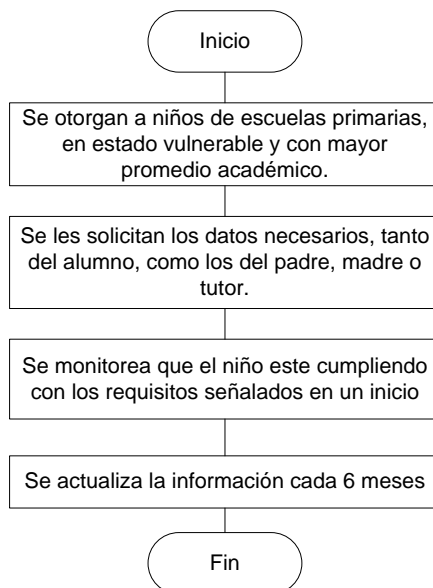 Inicio
Se otorgan a niños de escuelas primarias,
en estado vulnerable y con mayor
promedio académico.
Se les solicitan los datos necesarios, tanto
del alumno, como los del padre, madre o
tutor.
Se monitorea que el niño este cumpliendo
con los requisitos señalados en un inicio
Se actualiza la información cada 6 meses
Fin